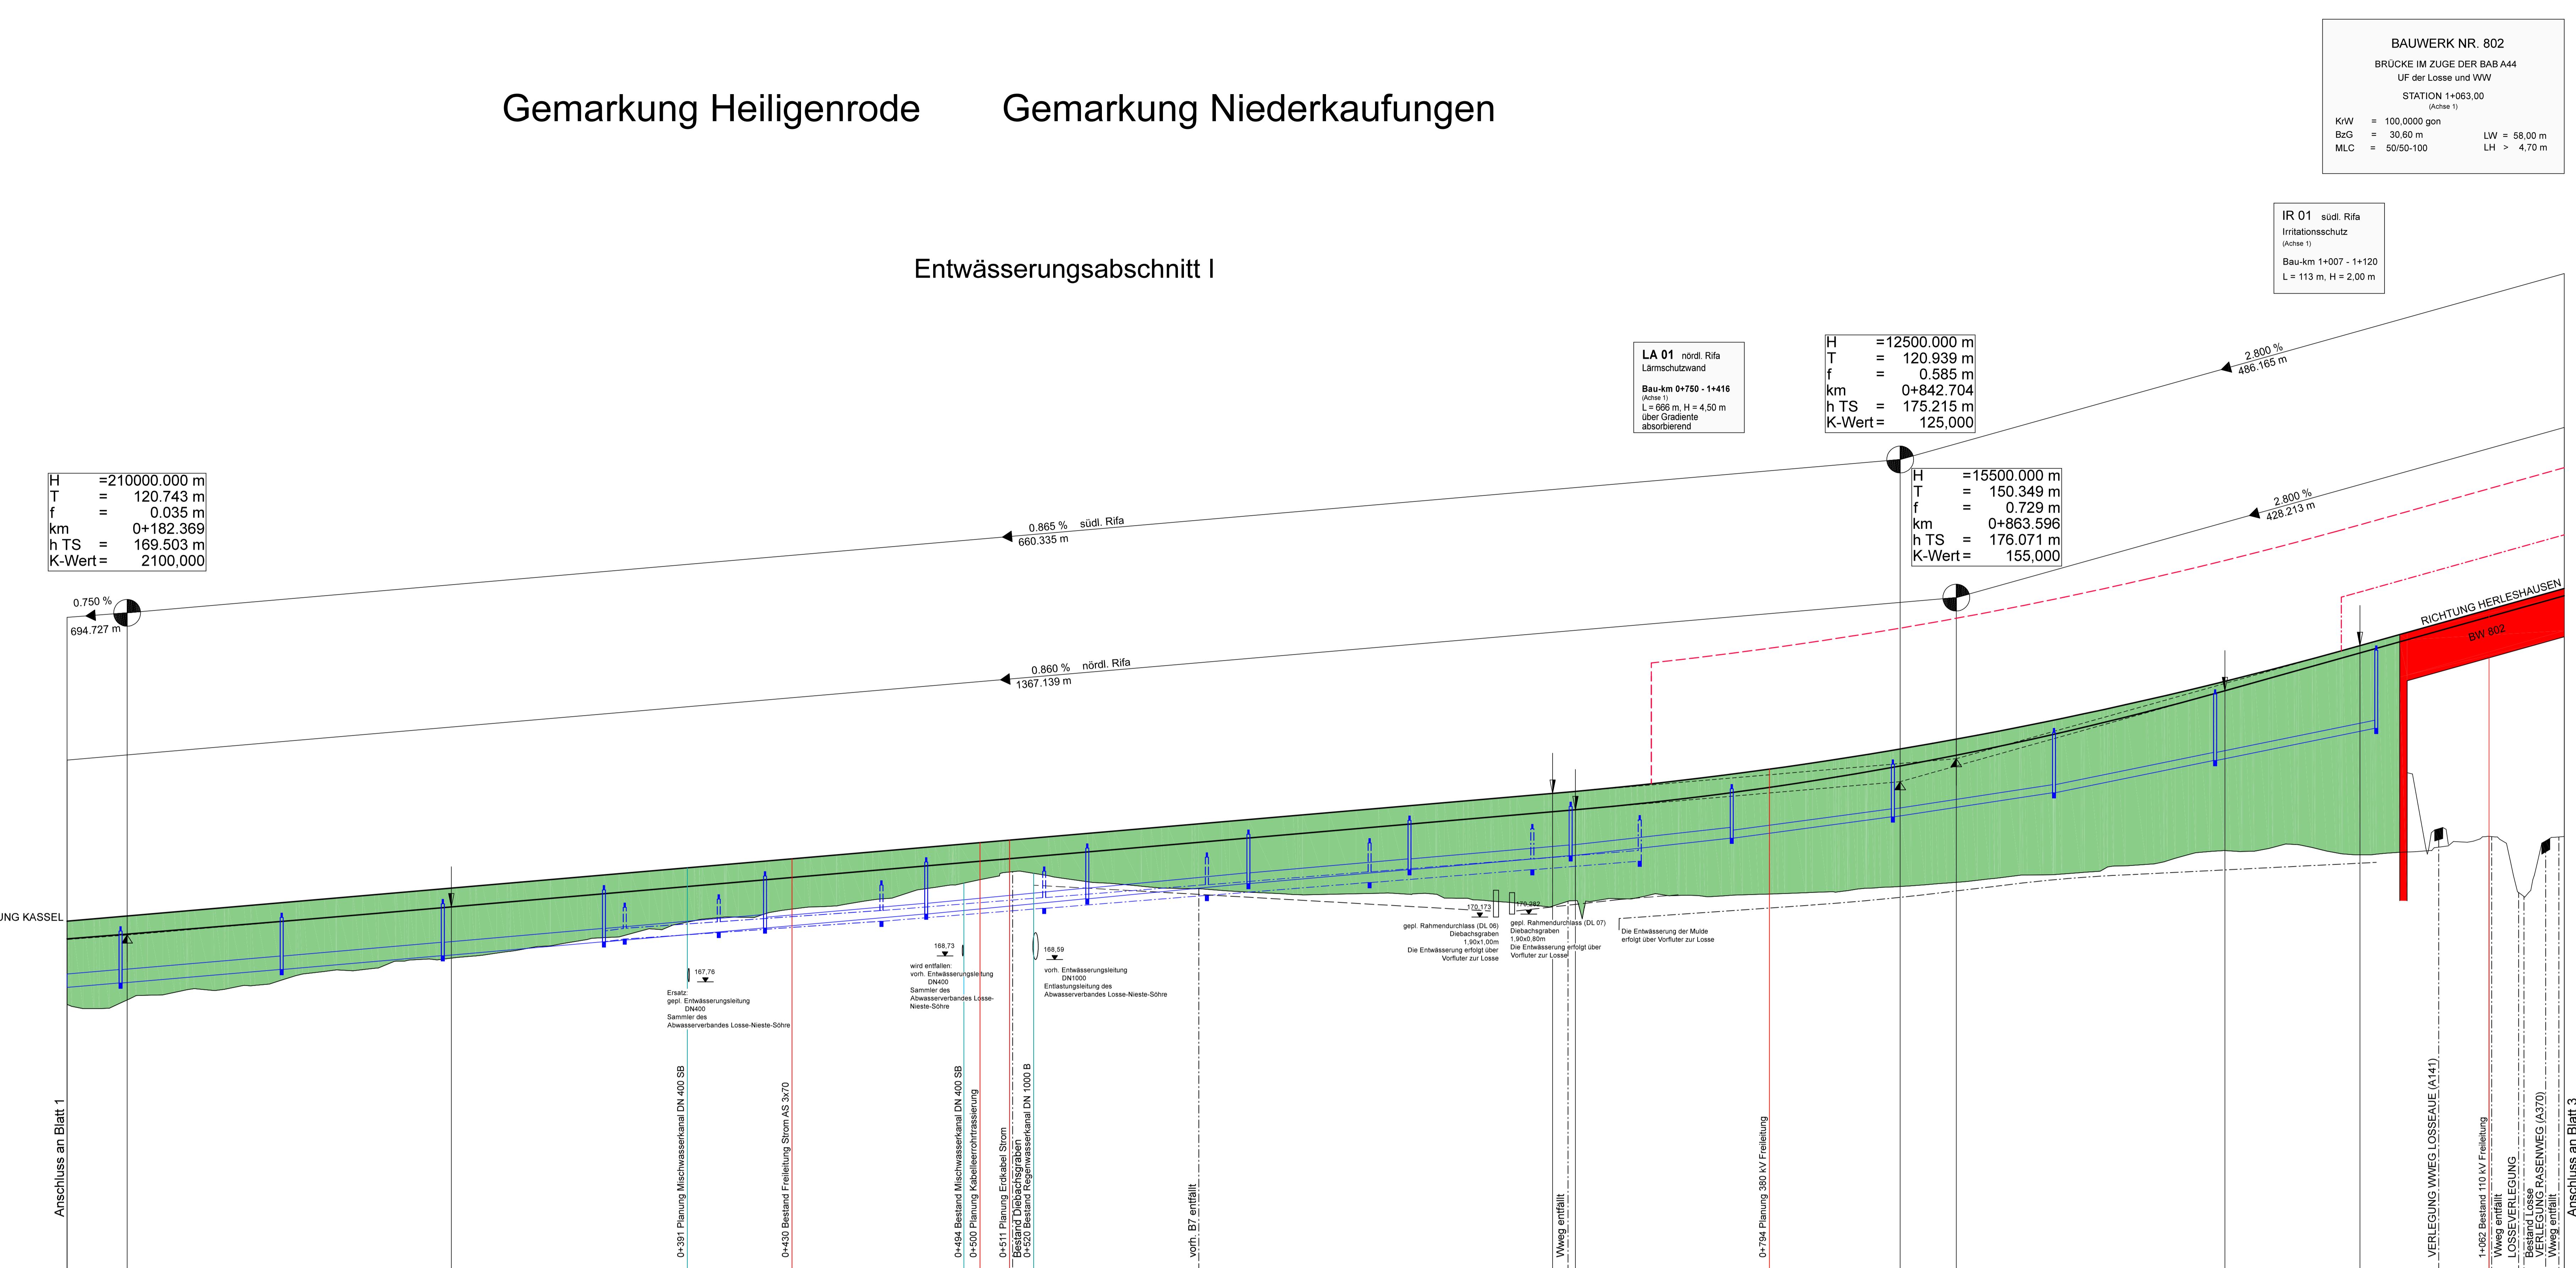 BAUWERK NR. 802
BRÜCKE IM ZUGE DER BAB A44
UF der Losse und WW
STATION 1+063,00
(Achse 1)
KrW = 100,0000 gon
BzG = 30,60 m LW = 58,00 m
MLC = 50/50-100 LH > 4,70 m
Gemarkung Heiligenrode Gemarkung Niederkaufungen
Entwässerungsabschnitt I
IR 01 südl. Rifa
Irritationsschutz
(Achse 1)
Bau-km 1+007 - 1+120
L = 113 m, H = 2,00 m
LA 01 nördl. Rifa
Lärmschutzwand
Bau-km 0+750 - 1+416
(Achse 1)
L = 666 m, H = 4,50 m
über Gradiente
absorbierend
H =12500.000 m
T = 120.939 m
f = 0.585 m
km 0+842.704
h TS = 175.215 m
K-Wert = 125,000
2.800 %
486.165 m
H =210000.000 m
T = 120.743 m
f = 0.035 m
km 0+182.369
h TS = 169.503 m
K-Wert = 2100,000
H =15500.000 m
T = 150.349 m
f = 0.729 m
km 0+863.596
h TS = 176.071 m
K-Wert = 155,000
2.800 %
428.213 m
0.865 % südl. Rifa
660.335 m
0.750 %
694.727 m
0.860 % nördl. Rifa
1367.139 m
RICHTUNG HERLESHAUSEN
BW 802
UNG KASSEL
167,76
Ersatz:
gepl. Entwässerungsleitung
DN400
Sammler des
Abwasserverbandes Losse-Nieste-Söhre
168,73
wird entfallen:
vorh. Entwässerungsleitung
DN400
Sammler des
Abwasserverbandes Losse-
Nieste-Söhre
168,59
vorh. Entwässerungsleitung
DN1000
Entlastungsleitung des
Abwasserverbandes Losse-Nieste-Söhre
170,173
gepl. Rahmendurchlass (DL 06)
Diebachsgraben
1,90x1,00m
Die Entwässerung erfolgt über
Vorfluter zur Losse
170,282
gepl. Rahmendurchlass (DL 07)
Diebachsgraben
1,90x0,80m
Die Entwässerung erfolgt über
Vorfluter zur Losse
Die Entwässerung der Mulde
erfolgt über Vorfluter zur Losse
Anschluss an Blatt 1
0+391 Planung Mischwasserkanal DN 400 SB
0+430 Bestand Freileitung Strom AS 3x70
0+494 Bestand Mischwasserkanal DN 400 SB
0+500 Planung Kabelleerrohrtrassierung
0+511 Planung Erdkabel Strom
Bestand Diebachsgraben
0+520 Bestand Regenwasserkanal DN 1000 B
vorh. B7 entfällt
Wweg entfällt
0+794 Planung 380 kV Freileitung
VERLEGUNG WWEG LOSSEAUE (A141)
1+062 Bestand 110 kV Freileitung
Wweg entfällt
LOSSEVERLEGUNG
Bestand Losse
VERLEGUNG RASENWEG (A370)
Wweg entfällt
Anschluss an Blatt 3